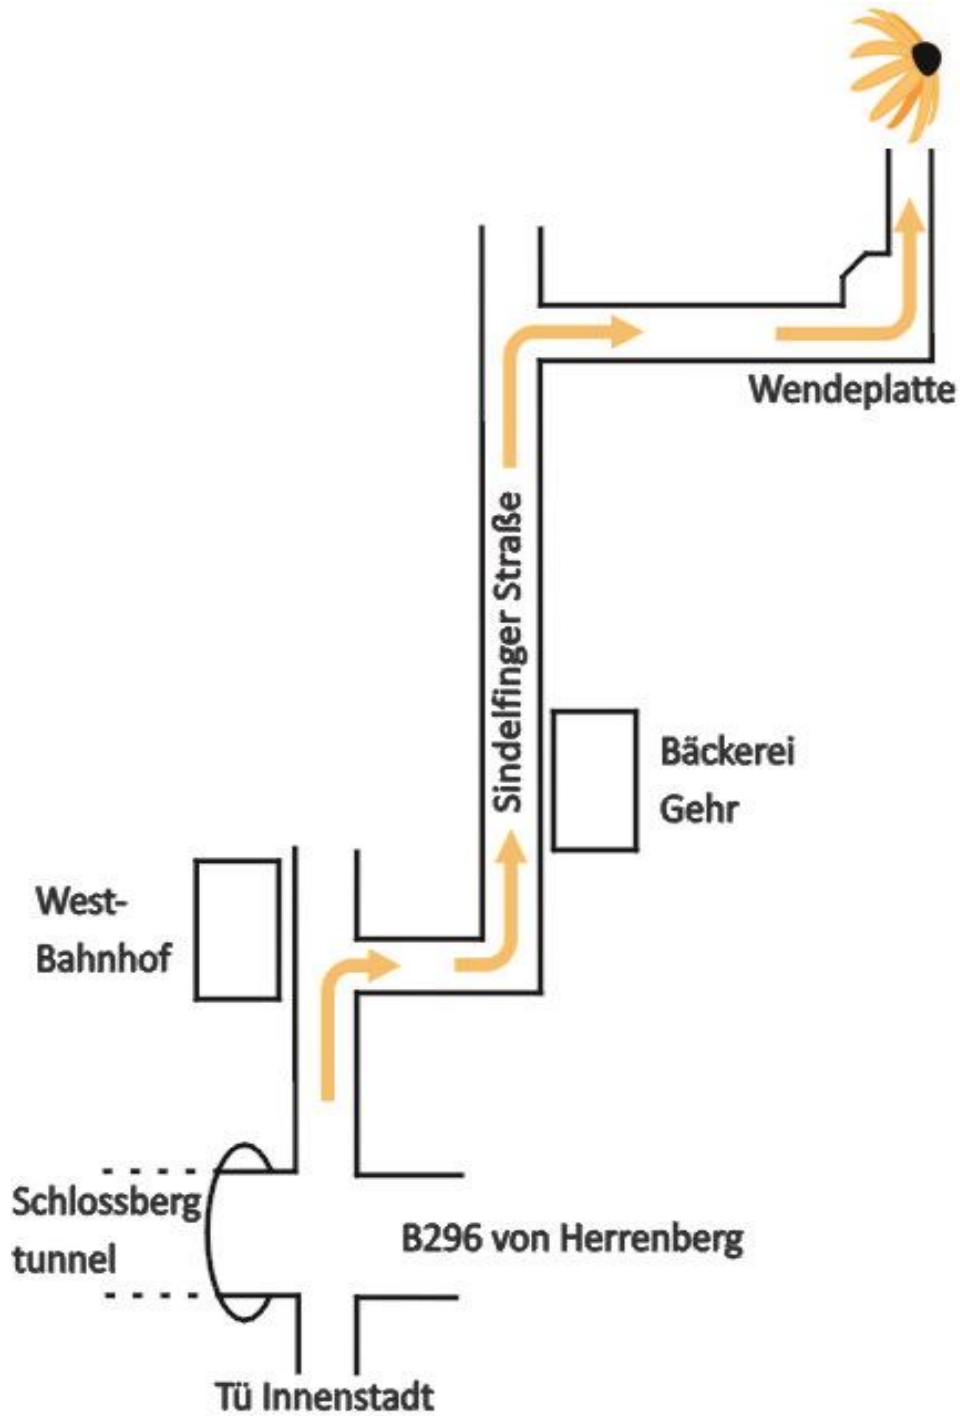 Wendeplatte
Sindelfinger Straße
Bäckerei
Gehr
West-
Bahnhof
Schlossberg
tunnel
B296 von Herrenberg
Tü Innenstadt